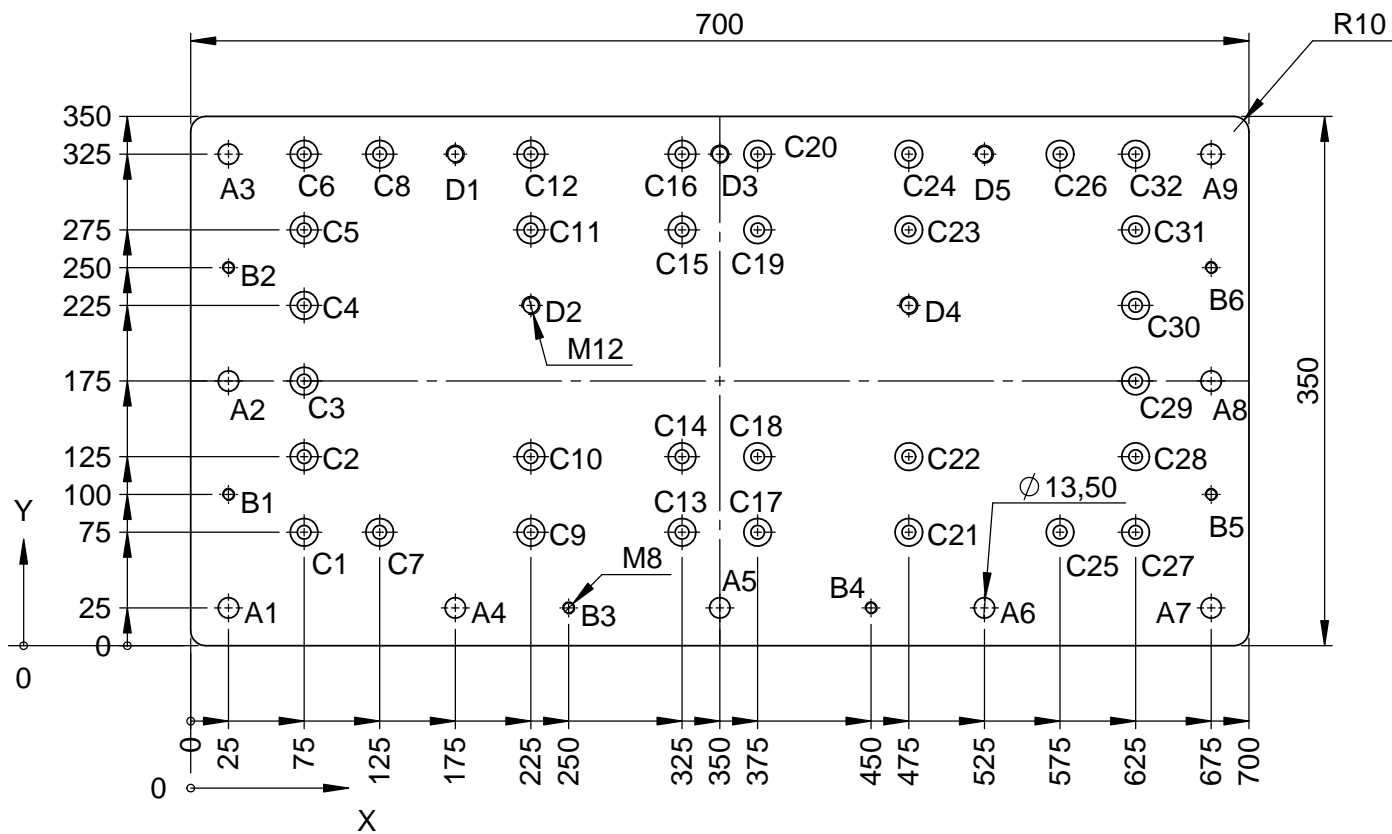 700
R10
350
325
A3
C6
C8
D1
C12
C16
D3
C20
C24
D5
C26
C32
A9
275
C5
C11
C15
C19
C23
C31
250
B2
B6
225
C4
D2
D4
C30
M12
350
175
A2
C3
C29
A8
C14
C18
125
C2
C10
C22
C28
⌀13,50
100
B1
C13
C17
B5
Y
75
C1
C7
C9
C21
C25
C27
M8
A5
B4
25
A1
A4
B3
A6
A7
0
0
0
25
75
125
175
225
250
325
350
375
450
475
525
575
625
675
700
0
X